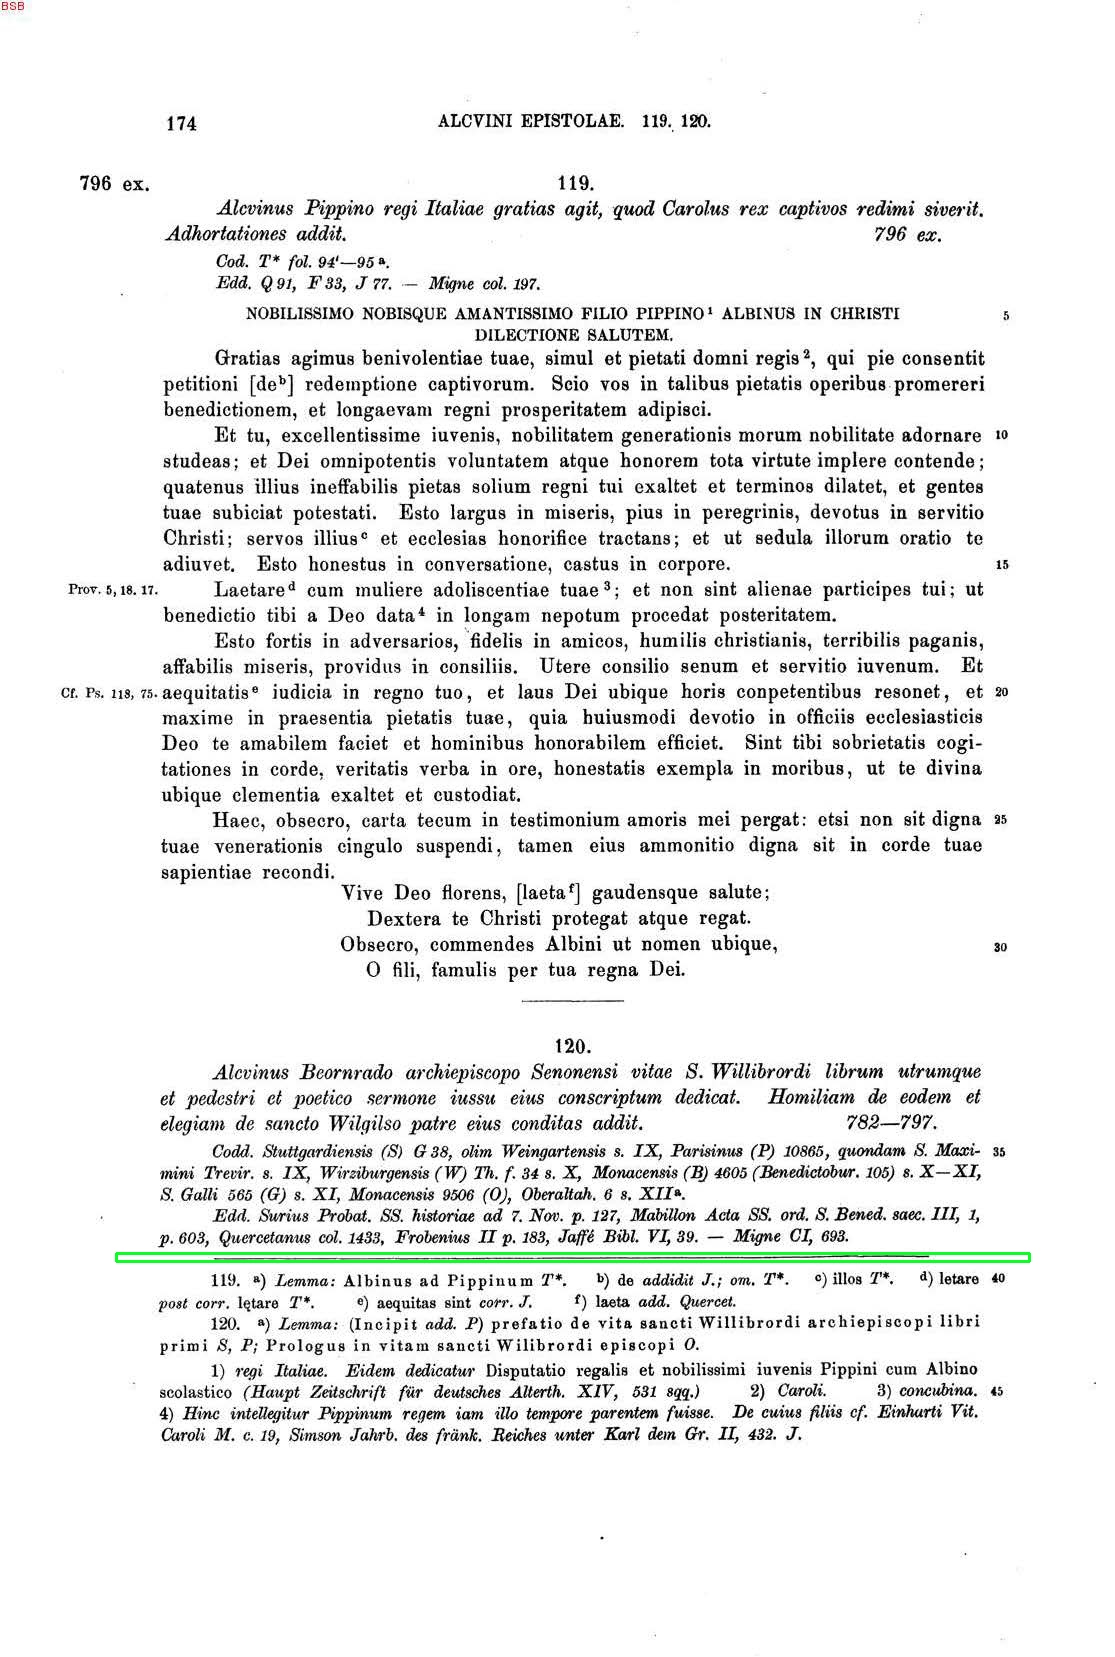 BSB
174 ALCVINI EPISTOLAE. 119. 120.
796 ex. 119.
Alcvinus Pippino regi Italiae gratias agit, quod Carolus rex captivos redimi siverit.
Adhortationes addit. 796 ex.
Cod. T* fol. 94'—95 a.
Edd. Q 91, F 33, J 77. — Migne col. 197.
NOBILISSIMO NOBISQUE AMANTISSIMO FILIO PIPPINO 1 ALBINUS IN CHRISTI 5
DILECTIONE SALUTEM.
Gratias agimus benivolentiae tuae, simul et pietati domni regis 2, qui pie consentit
petitioni [de b] redemptione captivorum. Scio vos in talibus pietatis operibus promereri
benedictionem, et longaevam regni prosperitatem adipisci.
Et tu, excellentissime iuvenis, nobilitatem generationis morum nobilitate adornare 10
studeas; et Dei omnipotentis voluntatem atque honorem tota virtute implere contende;
quatenus illius ineffabilis pietas solium regni tui exaltet et terminos dilatet, et gentes
tuae subiciat potestati. Esto largus in miseris, pius in peregrinis, devotus in servitio
Christi; servos illius c et ecclesias honorifice tractans; et ut sedula illorum oratio te
adiuvet. Esto honestus in conversatione, castus in corpore. 15
Prov. 5, 18. 17. Laetare d cum muliere adoliscentiae tuae 3; et non sint alienae participes tui; ut
benedictio tibi a Deo data 4 in longam nepotum procedat posteritatem.
Esto fortis in adversarios, fidelis in amicos, humilis christianis, terribilis paganis,
affabilis miseris, providus in consiliis. Utere consilio senum et servitio iuvenum. Et
Cf. Ps. 118, 75. aequitatis e iudicia in regno tuo, et laus Dei ubique horis conpetentibus resonet, et 20
maxime in praesentia pietatis tuae, quia huiusmodi devotio in officiis ecclesiasticis
Deo te amabilem faciet et hominibus honorabilem efficiet. Sint tibi sobrietatis cogi-
tationes in corde, veritatis verba in ore, honestatis exempla in moribus, ut te divina
ubique clementia exaltet et custodiat.
Haec, obsecro, carta tecum in testimonium amoris mei pergat: etsi non sit digna 25
tuae venerationis cingulo suspendi, tamen eius ammonitio digna sit in corde tuae
sapientiae recondi.
Vive Deo florens, [laeta f] gaudensque salute;
Dextera te Christi protegat atque regat.
Obsecro, commendes Albini ut nomen ubique, 30
O fili, famulis per tua regna Dei.
120.
Alcvinus Beornrado archiepiscopo Senonensi vitae S. Willibrordi librum utrumque
et pedestri et poetico sermone iussu eius conscriptum dedicat. Homiliam de eodem et
elegiam de sancto Wilgilso patre eius conditas addit. 782—797.
Codd. Stuttgardiensis (S) G 38, olim Weingartensis s. IX, Parisinus (P) 10865, quondam S. Maxi- 35
mini Trevir. s. IX, Wirziburgensis (W) Th. f. 34 s. X, Monacensis (B) 4605 (Benedictobur. 105) s. X—XI,
S. Galli 565 (G) s. XI, Monacensis 9506 (O), Oberaltah. 6 s. XII a.
Edd. Surius Probat. SS. historiae ad 7. Nov. p. 127, Mabillon Acta SS. ord. S. Bened. saec. III, 1,
p. 603, Quercetanus col. 1433, Frobenius II p. 183, Jaffé Bibl. VI, 39. — Migne CI, 693.
119. a) Lemma: Albinus ad Pippinum T*. b) de addidit J.; om. T*. c) illos T*. d) letare 40
post corr. lętare T*. e) aequitas sint corr. J. f) laeta add. Quercet.
120. a) Lemma: (Incipit add. P) prefatio de vita sancti Willibrordi archiepiscopi libri
primi S, P; Prologus in vitam sancti Wilibrordi episcopi O.
1) regi Italiae. Eidem dedicatur Disputatio regalis et nobilissimi iuvenis Pippini cum Albino
scolastico (Haupt Zeitschrift für deutsches Alterth. XIV, 531 sqq.) 2) Caroli. 3) concubina. 45
4) Hinc intellegitur Pippinum regem iam illo tempore parentem fuisse. De cuius filiis cf. Einharti Vit.
Caroli M. c. 19, Simson Jahrb. des fränk. Reiches unter Karl dem Gr. II, 432. J.